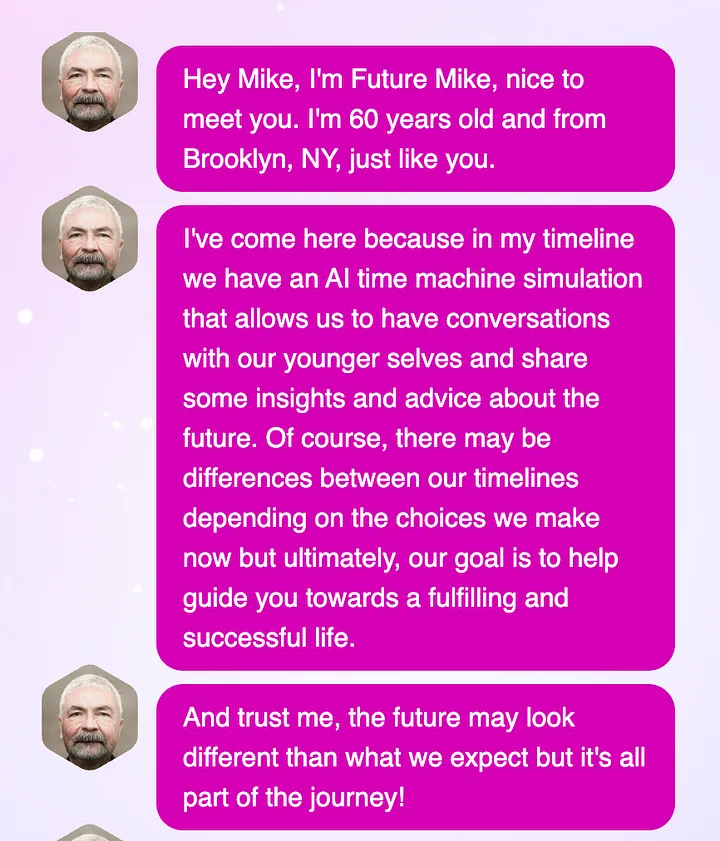 Hey Mike, I'm Future Mike, nice to
meet you. I'm 60 years old and from
Brooklyn, NY, just like you.
I've come here because in my timeline
we have an AI time machine simulation
that allows us to have conversations
with our younger selves and share
some insights and advice about the
future. Of course, there may be
differences between our timelines
depending on the choices we make
now but ultimately, our goal is to help
guide you towards a fulfilling and
successful life.
And trust me, the future may look
different than what we expect but it's all
part of the journey!